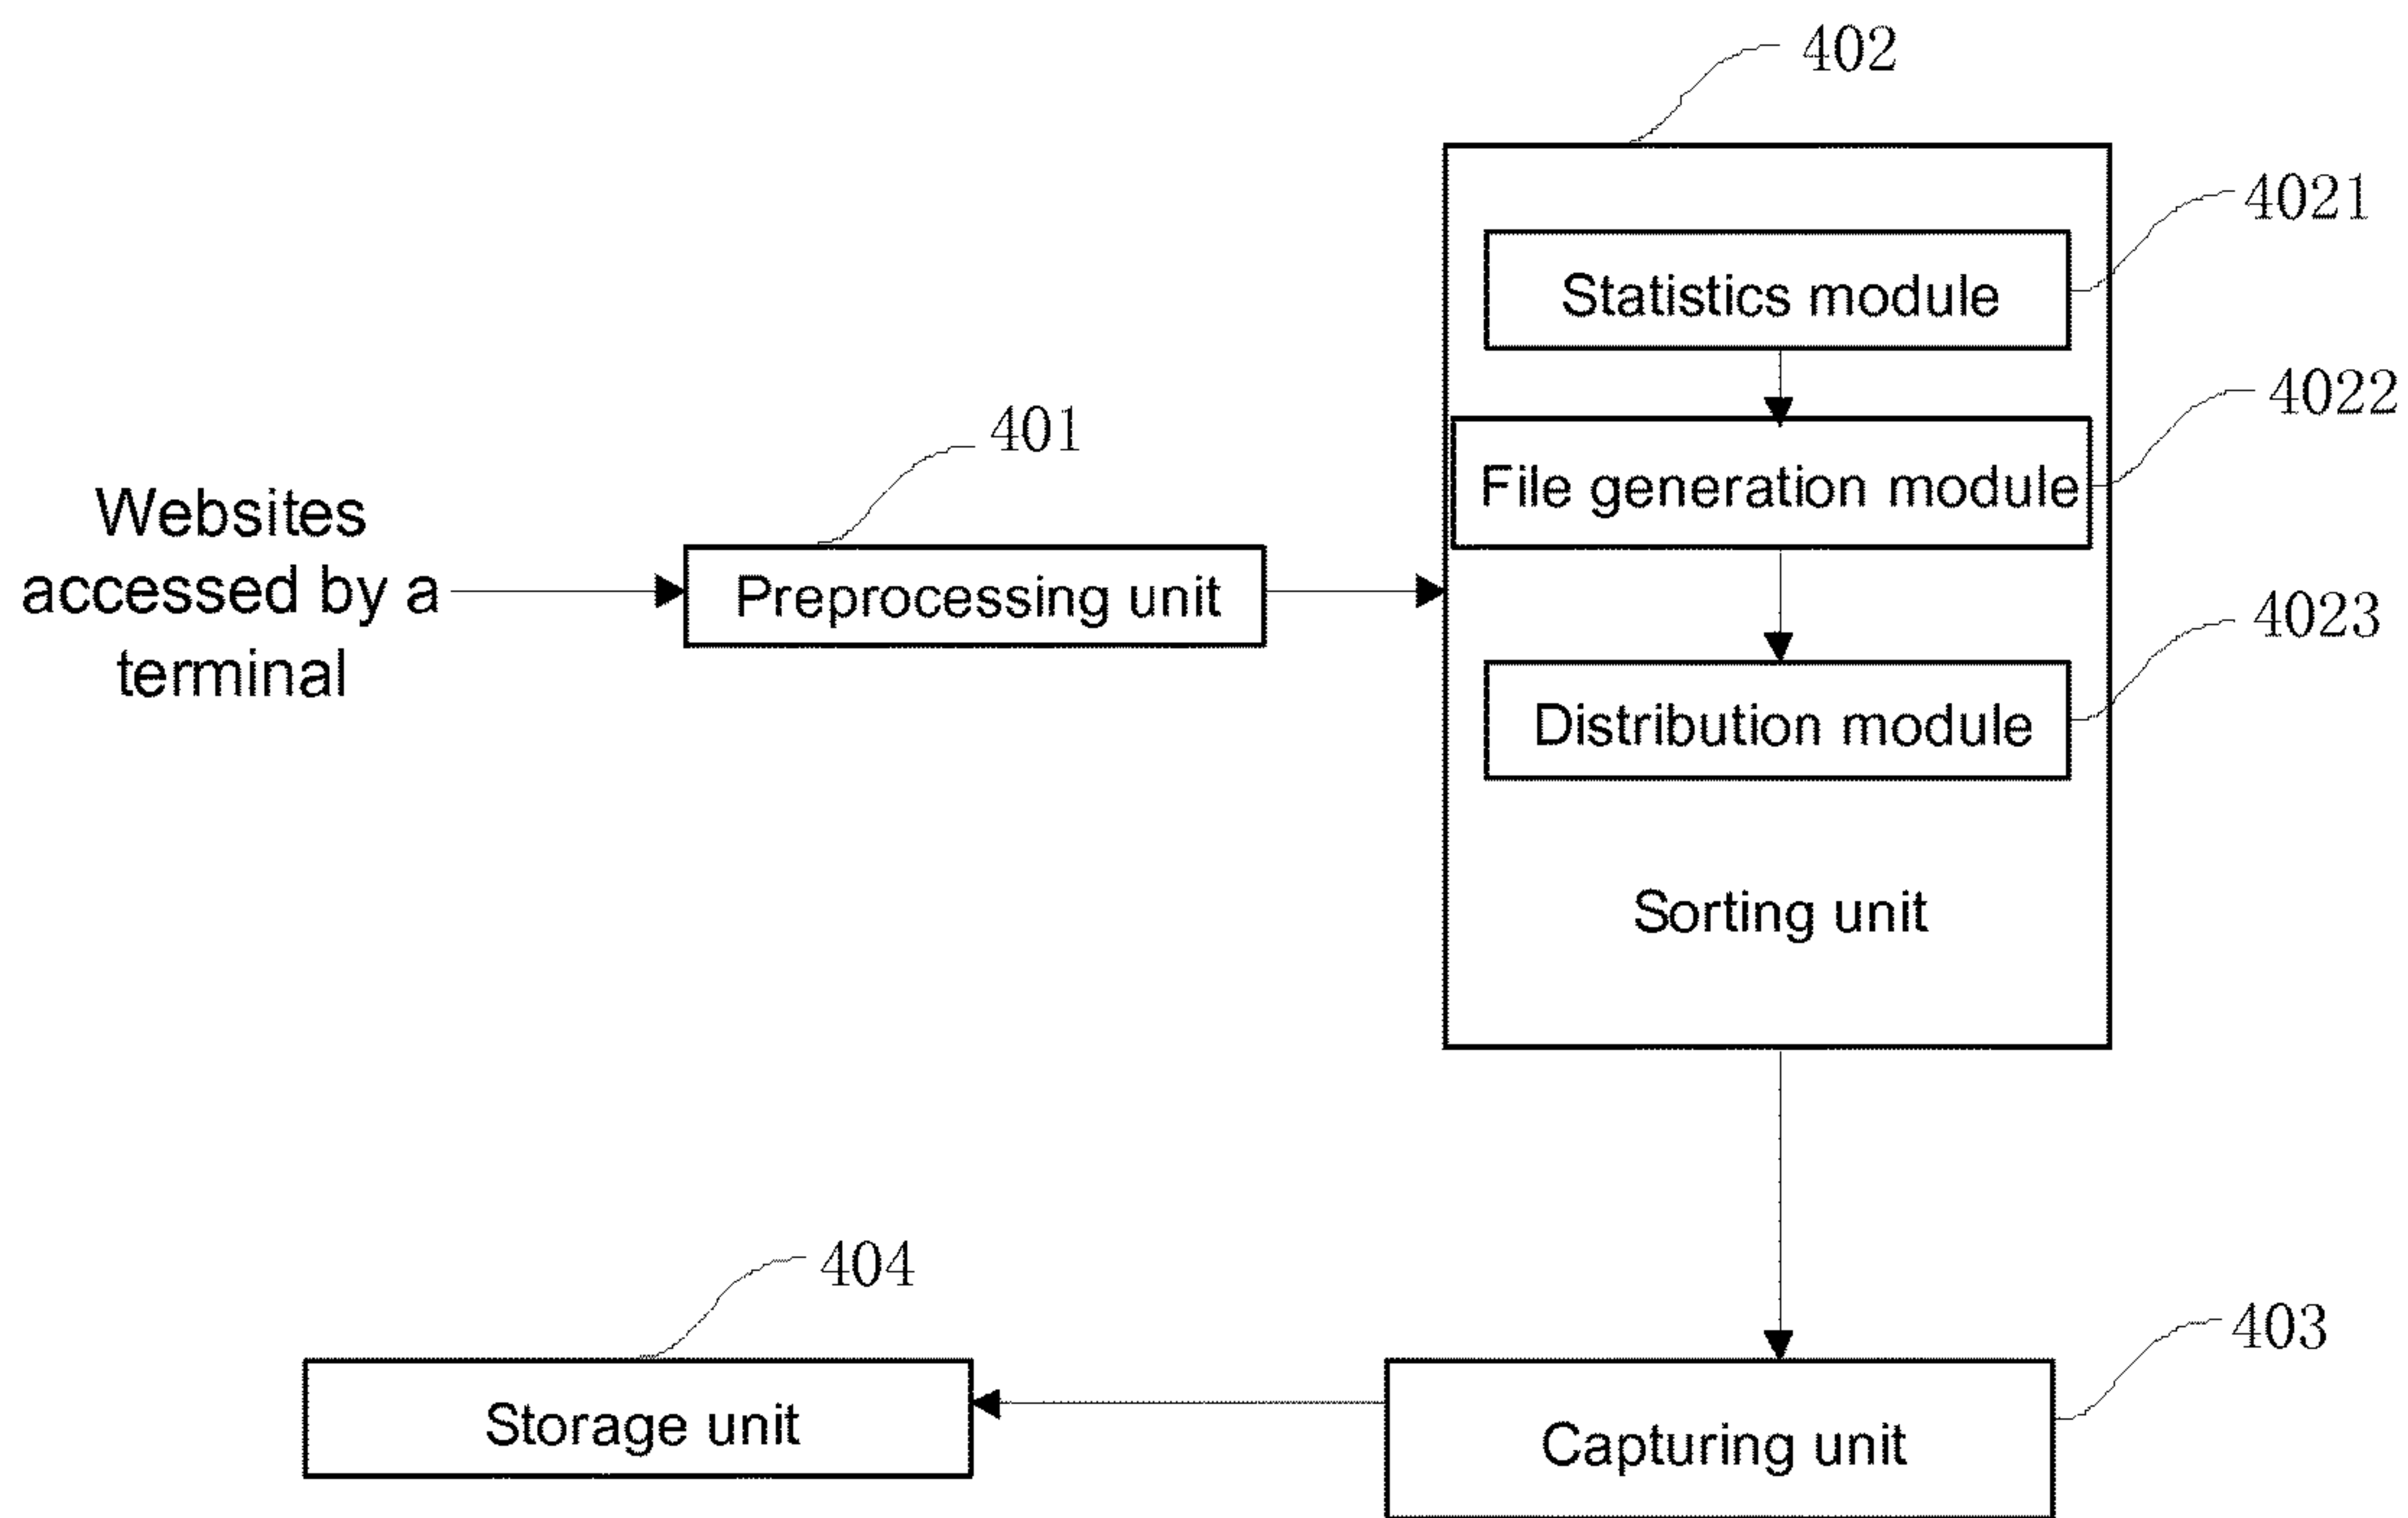 402
4021
Statistics module
4022
401
File generation module
Websites
accessed by a
terminal
Preprocessing unit
4023
Distribution module
Sorting unit
404
403
Storage unit
Capturing unit